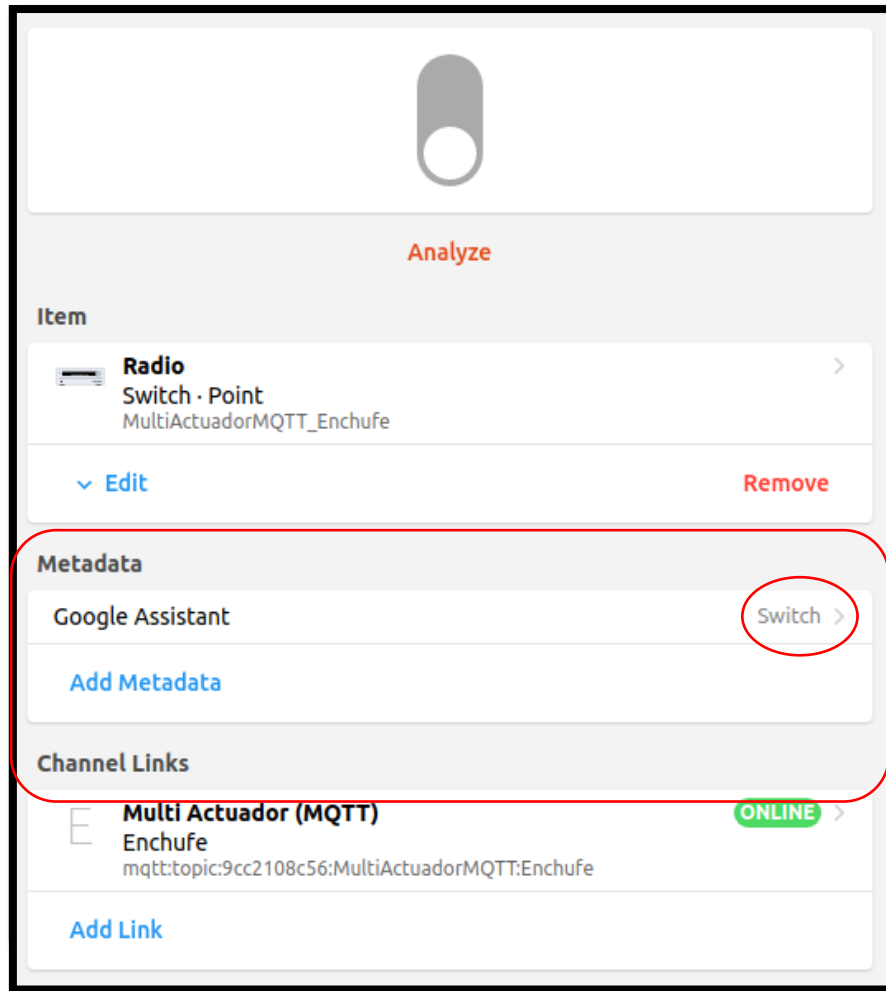 Analyze
Item
Radio
Switch · Point
MultiActuadorMQTT_Enchufe
Edit Remove
Metadata
Google Assistant Switch
Add Metadata
Channel Links
E
Multi Actuador (MQTT) ONLINE
Enchufe
mqtt:topic:9cc2108c56:MultiActuadorMQTT:Enchufe
Add Link